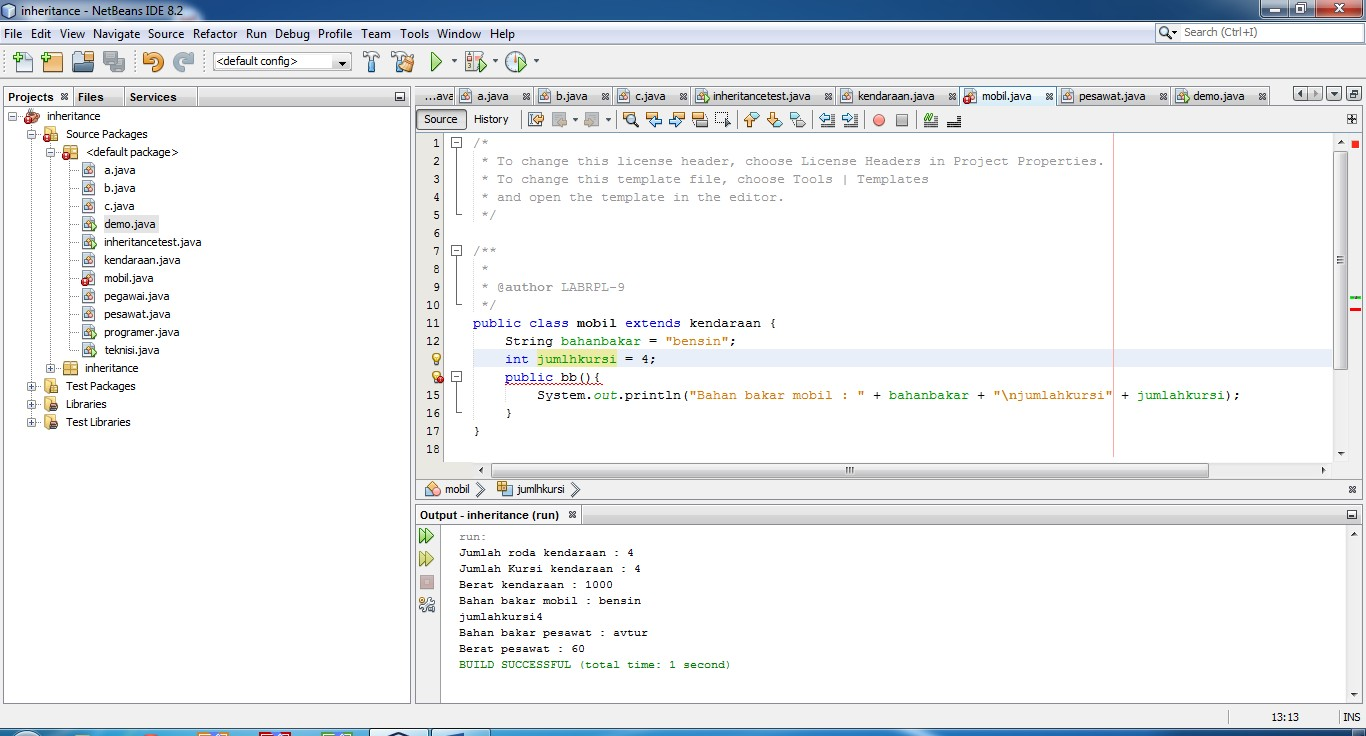 inheritance - NetBeans IDE 8.2
File Edit View Navigate Source Refactor Run Debug Profile Team Tools Window Help
Search (Ctrl+I)
<default config>
Projects Files Services
inheritance
Source Packages
<default package>
a.java
b.java
c.java
demo.java
inheritancetest.java
kendaraan.java
mobil.java
pegawai.java
pesawat.java
programer.java
teknisi.java
inheritance
Test Packages
Libraries
Test Libraries
...ava a.java b.java c.java inheritancetest.java kendaraan.java mobil.java pesawat.java demo.java
Source History
1 /*
2 * To change this license header, choose License Headers in Project Properties.
3 * To change this template file, choose Tools | Templates
4 * and open the template in the editor.
5 */
6
7 /**
8 *
9 * @author LABRPL-9
10 */
11 public class mobil extends kendaraan {
12 String bahanbakar = "bensin";
int jumlhkursi = 4;
public bb(){
15 System.out.println("Bahan bakar mobil : " + bahanbakar + "\njumlahkursi" + jumlahkursi);
16 }
17 }
18
mobil jumlhkursi
Output - inheritance (run)
run:
Jumlah roda kendaraan : 4
Jumlah Kursi kendaraan : 4
Berat kendaraan : 1000
Bahan bakar mobil : bensin
jumlahkursi4
Bahan bakar pesawat : avtur
Berat pesawat : 60
BUILD SUCCESSFUL (total time: 1 second)
13:13 INS